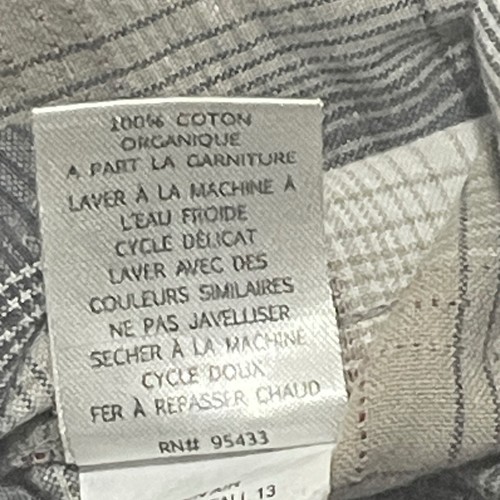 100% COTON
ORGANIQUE
A PART LA GARNITURE
LAVER À LA MACHINE À
L'EAU FROIDE
CYCLE DÉLICAT
LAVER AVEC DES
COULEURS SIMILAIRES
NE PAS JAVELLISER
SECHER À LA MACHINE
CYCLE DOUX
FER À REPASSER CHAUD
RN# 95433
13